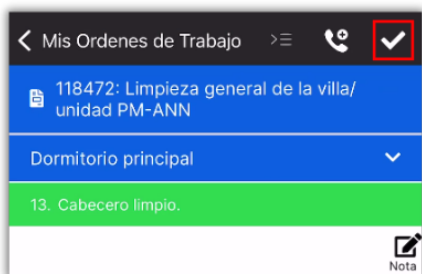 Mis Ordenes de Trabajo
118472: Limpieza general de la villa/
unidad PM-ANN
Dormitorio principal
13. Cabecero limpio.
Nota